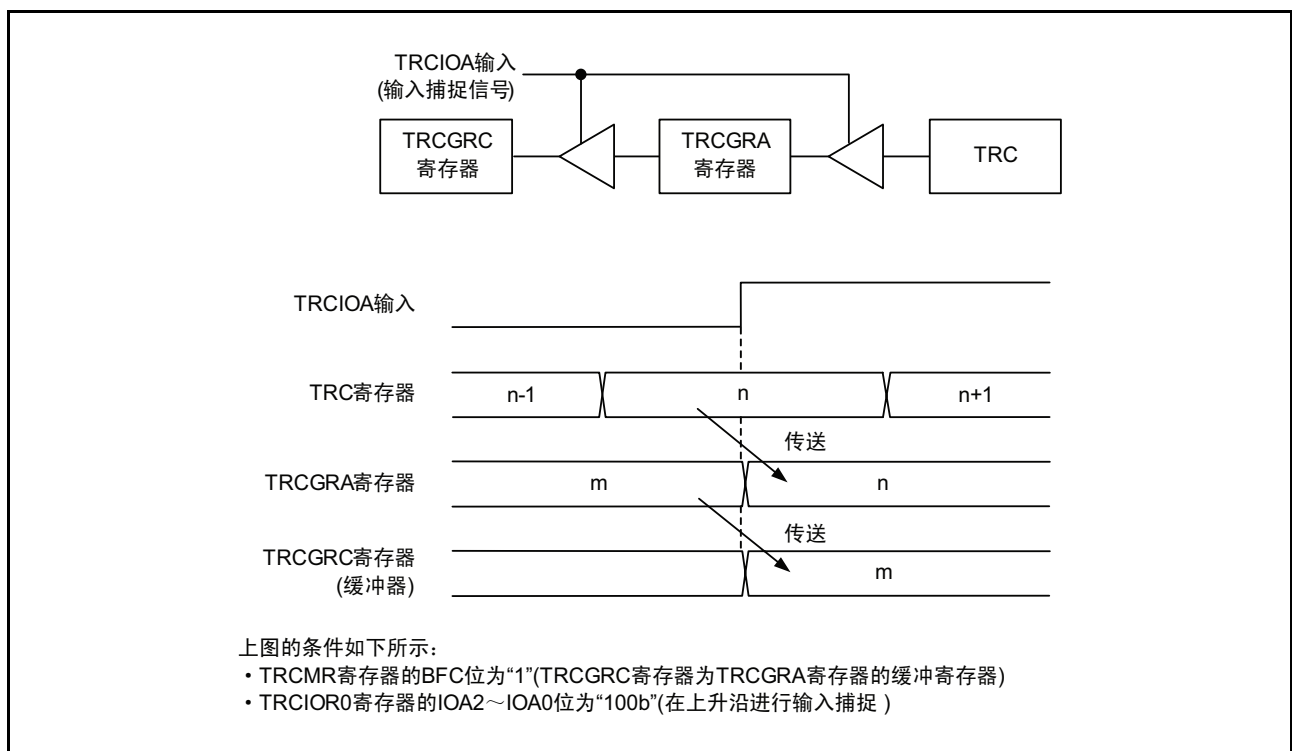 TRCIOA输入
(输入捕捉信号)
TRCGRC
寄存器
TRCGRA
寄存器
TRC
TRCIOA输入
TRC寄存器
n-1
n
n+1
传送
TRCGRA寄存器
m
n
传送
TRCGRC寄存器
(缓冲器)
m
上图的条件如下所示：
・TRCMR寄存器的BFC位为“1”(TRCGRC寄存器为TRCGRA寄存器的缓冲寄存器)
・TRCIOR0寄存器的IOA2～IOA0位为“100b”(在上升沿进行输入捕捉 )